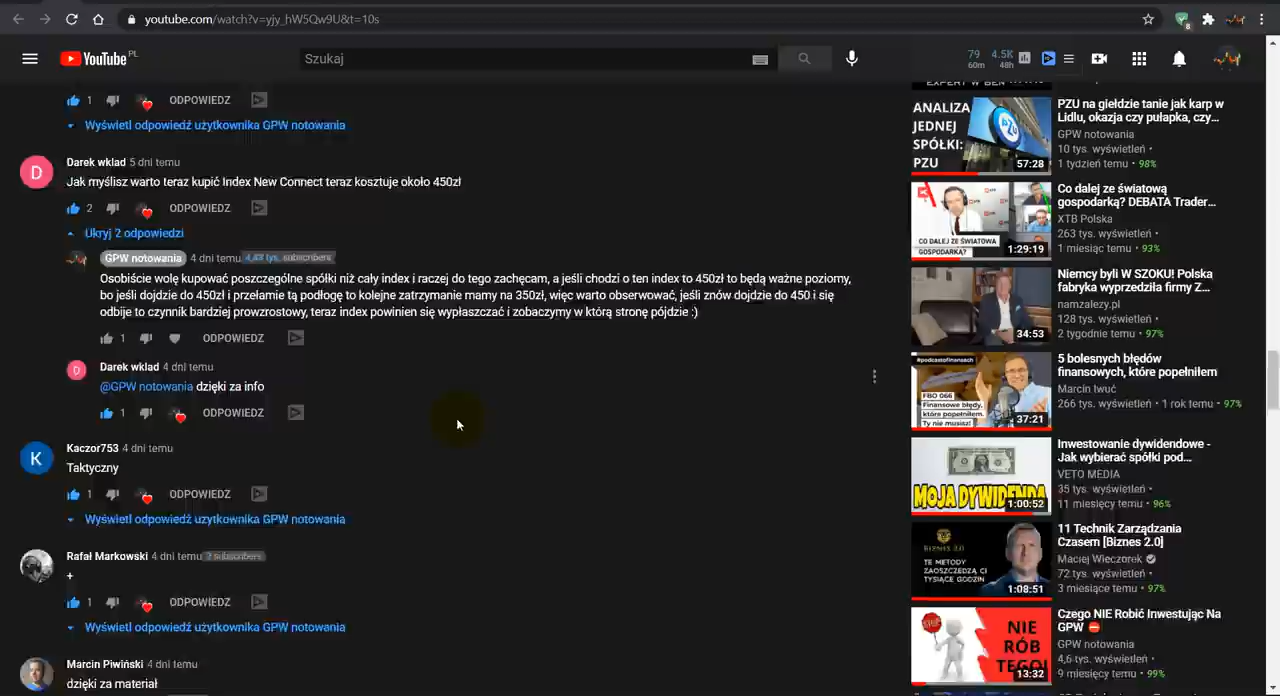 youtube.com/watch?v=yjy_hW5Qw9U&t=10s
8
YouTube PL
Szukaj
79
60m
4.5K
48h
1 ODPOWIEDZ
Wyświetl odpowiedź użytkownika GPW notowania
D
Darek wklad 5 dni temu
Jak myślisz warto teraz kupić Index New Connect teraz kosztuje około 450zł
2 ODPOWIEDZ
Ukryj 2 odpowiedzi
GPW notowania 4 dni temu subscribers
Osobiście wolę kupować poszczególne spółki niż cały index i raczej do tego zachęcam, a jeśli chodzi o ten index to 450zł to będą ważne poziomy,
bo jeśli dojdzie do 450zł i przełamie tą podłogę to kolejne zatrzymanie mamy na 350zł, więc warto obserwować, jeśli znów dojdzie do 450 i się
odbije to czynnik bardziej prowzrostowy, teraz index powinien się wypłaszczać i zobaczymy w którą stronę pójdzie :)
1 ODPOWIEDZ
D
Darek wklad 4 dni temu
@GPW notowania dzięki za info
1 ODPOWIEDZ
K
Kaczor753 4 dni temu
Taktyczny
1 ODPOWIEDZ
Wyświetl odpowiedź użytkownika GPW notowania
Rafał Markowski 4 dni temu 2 subscribers
+
1 ODPOWIEDZ
Wyświetl odpowiedź użytkownika GPW notowania
Marcin Piwiński 4 dni temu
dzięki za materiał
EXPERT W BEN
ANALIZA
JEDNEJ
SPÓŁKI:
PZU
PZU
57:28
PZU na giełdzie tanie jak karp w
Lidlu, okazja czy pułapka, czy...
GPW notowania
10 tys. wyświetleń •
1 tydzień temu • 98%
CO DALEJ ZE ŚWIATOWĄ
GOSPODARKĄ?
1:29:19
Co dalej ze światową
gospodarką? DEBATA Trader...
XTB Polska
263 tys. wyświetleń •
1 miesiąc temu • 93%
34:53
Niemcy byli W SZOKU! Polska
fabryka wyprzedziła firmy Z...
namzalezy.pl
128 tys. wyświetleń •
2 tygodnie temu • 97%
#podcastofinansach
FBO 066
Finansowe błędy,
które popełniłem.
Ty nie musisz!
37:21
5 bolesnych błędów
finansowych, które popełniłem
Marcin Iwuć
266 tys. wyświetleń • 1 rok temu • 97%
MOJA DYWIDENDA
1:00:52
Inwestowanie dywidendowe -
Jak wybierać spółki pod...
VETO MEDIA
35 tys. wyświetleń •
11 miesięcy temu • 96%
BIZNES 2.0
TE METODY
ZAOSZCZĘDZĄ CI
TYSIĄCE GODZIN
1:08:51
11 Technik Zarządzania
Czasem [Biznes 2.0]
Maciej Wieczorek
72 tys. wyświetleń •
3 miesiące temu • 97%
STOP
NIE
RÓB
TEGO!
13:32
Czego NIE Robić Inwestując Na
GPW ⛔
GPW notowania
4,6 tys. wyświetleń •
9 miesięcy temu • 99%